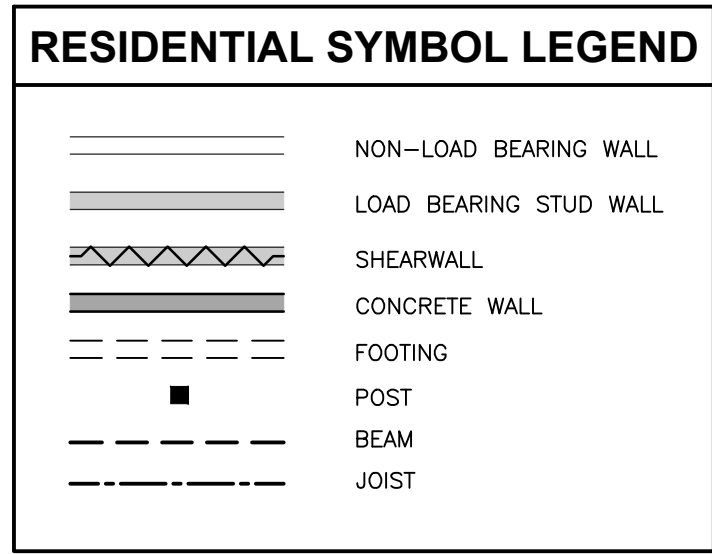 RESIDENTIAL SYMBOL LEGEND
NON-LOAD BEARING WALL
LOAD BEARING STUD WALL
SHEARWALL
CONCRETE WALL
FOOTING
POST
BEAM
JOIST